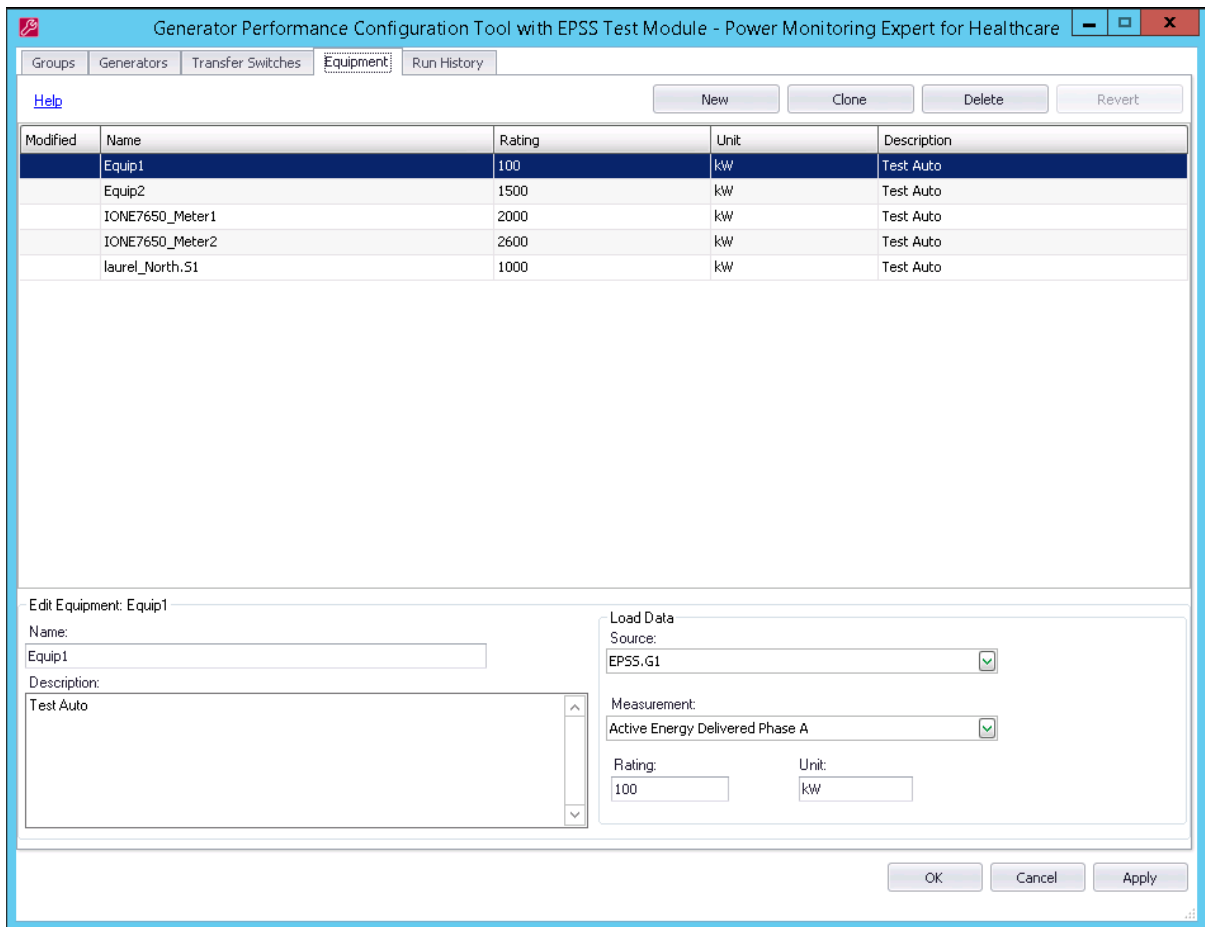 Generator Performance Configuration Tool with EPSS Test Module - Power Monitoring Expert for Healthcare
Groups Generators Transfer Switches Equipment Run History
Help New Clone Delete Revert
Modified Name Rating Unit Description
Equip1 100 kW Test Auto
Equip2 1500 kW Test Auto
IONE7650_Meter1 2000 kW Test Auto
IONE7650_Meter2 2600 kW Test Auto
laurel_North.S1 1000 kW Test Auto
Edit Equipment: Equip1
Name:
Equip1
Description:
Test Auto
Load Data
Source:
EPSS.G1
Measurement:
Active Energy Delivered Phase A
Rating: Unit:
100 kW
OK Cancel Apply